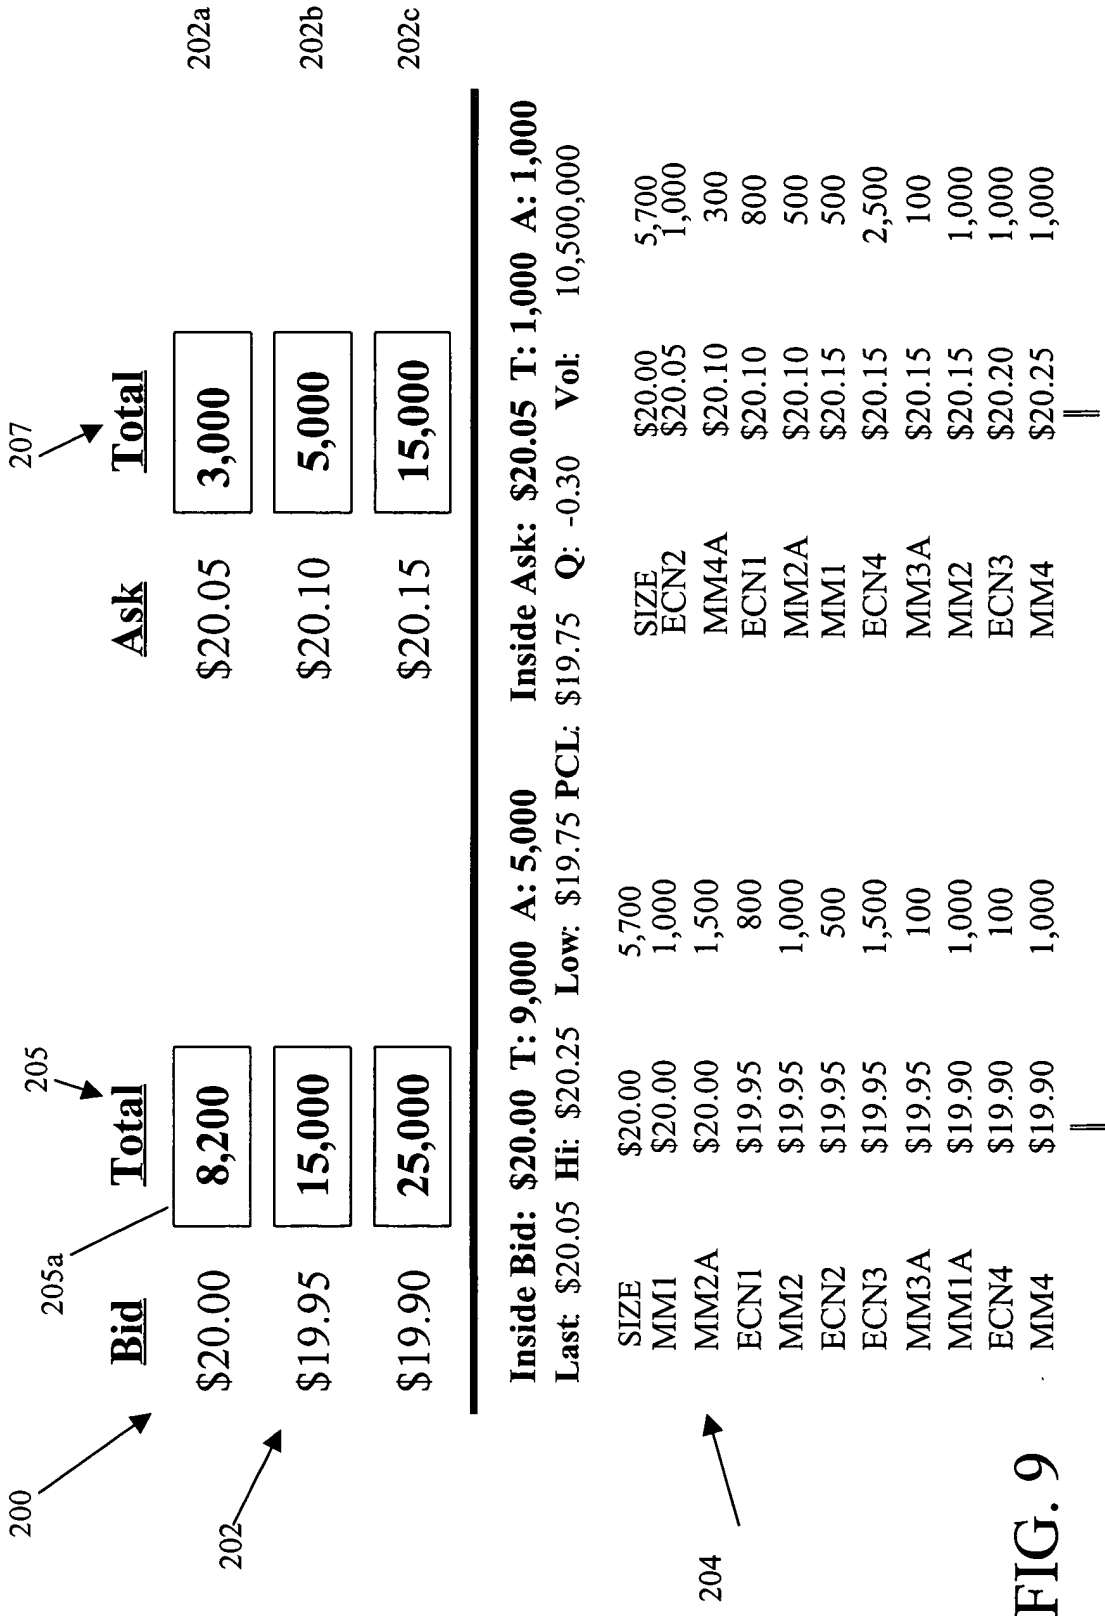 200 205 207
205a
Bid Total Ask Total
$20.00 8,200 $20.05 3,000 202a
202 $19.95 15,000 $20.10 5,000 202b
$19.90 25,000 $20.15 15,000 202c
Inside Bid: $20.00 T: 9,000 A: 5,000 Inside Ask: $20.05 T: 1,000 A: 1,000
Last: $20.05 Hi: $20.25 Low: $19.75 PCL: $19.75 Q: -0.30 Vol: 10,500,000
SIZE $20.00 5,700 SIZE $20.00 5,700
MM1 $20.00 1,000 ECN2 $20.05 1,000
204 MM2A $20.00 1,500 MM4A $20.10 300
ECN1 $19.95 800 ECN1 $20.10 800
MM2 $19.95 1,000 MM2A $20.10 500
ECN2 $19.95 500 MM1 $20.15 500
ECN3 $19.95 1,500 ECN4 $20.15 2,500
MM3A $19.95 100 MM3A $20.15 100
MM1A $19.90 1,000 MM2 $20.15 1,000
ECN4 $19.90 100 ECN3 $20.20 1,000
MM4 $19.90 1,000 MM4 $20.25 1,000
FIG. 9